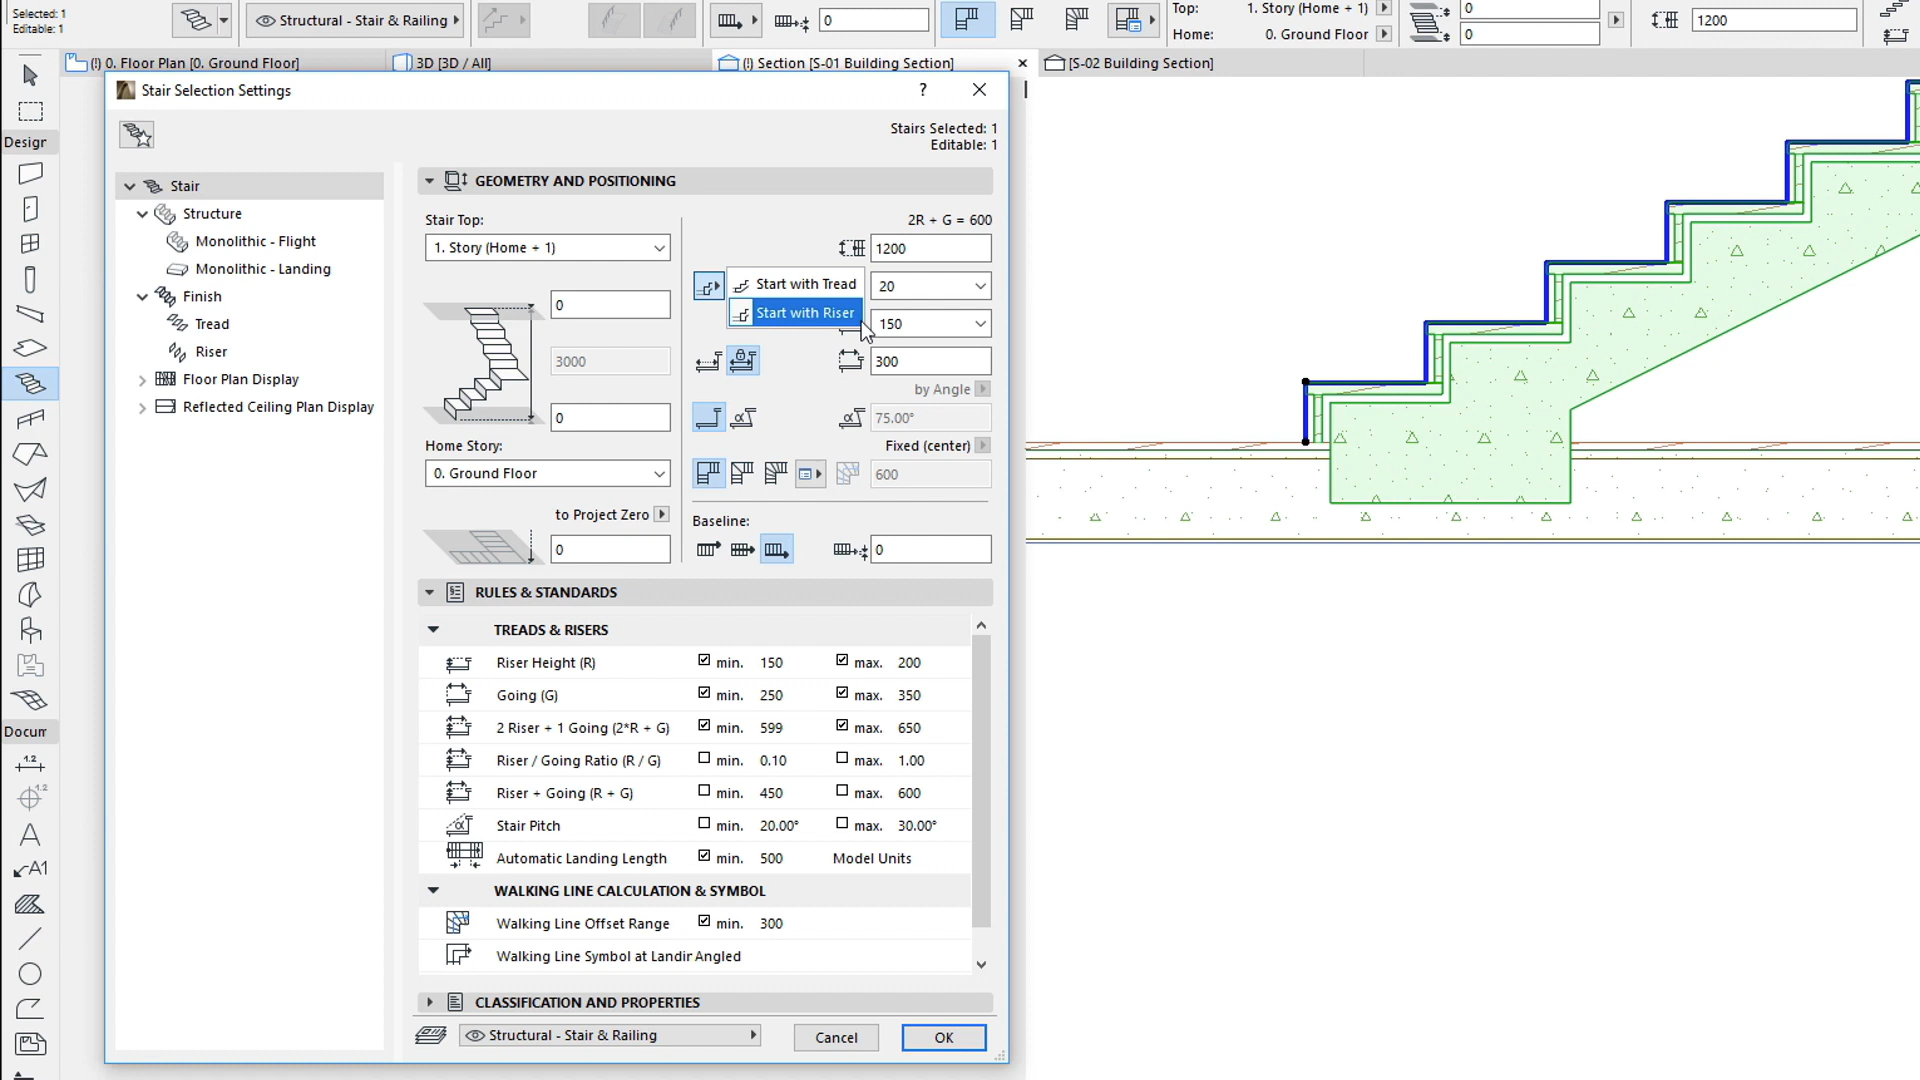 Selected: 1
Editable: 1
Structural - Stair & Railing
0
Top:
1. Story (Home + 1)
Home:
0. Ground Floor
0
0
1200
(!) 0. Floor Plan [0. Ground Floor]
3D [3D / All]
(!) Section [S-01 Building Section]
[S-02 Building Section]
Stair Selection Settings
?
Stairs Selected: 1
Editable: 1
Design
Docum
1.2
1.2
A
A1
Stair
Structure
Monolithic - Flight
Monolithic - Landing
Finish
Tread
Riser
Floor Plan Display
Reflected Ceiling Plan Display
GEOMETRY AND POSITIONING
Stair Top:
2R + G = 600
1. Story (Home + 1)
1200
Start with Tread
20
Start with Riser
150
0
3000
300
by Angle
0
75.00°
Home Story:
Fixed (center)
0. Ground Floor
600
to Project Zero
Baseline:
0
0
RULES & STANDARDS
TREADS & RISERS
Riser Height (R) min. 150 max. 200
Going (G) min. 250 max. 350
2 Riser + 1 Going (2*R + G) min. 599 max. 650
Riser / Going Ratio (R / G) min. 0.10 max. 1.00
Riser + Going (R + G) min. 450 max. 600
Stair Pitch min. 20.00° max. 30.00°
Automatic Landing Length min. 500 Model Units
WALKING LINE CALCULATION & SYMBOL
Walking Line Offset Range min. 300
Walking Line Symbol at Landir Angled
CLASSIFICATION AND PROPERTIES
Structural - Stair & Railing
Cancel
OK